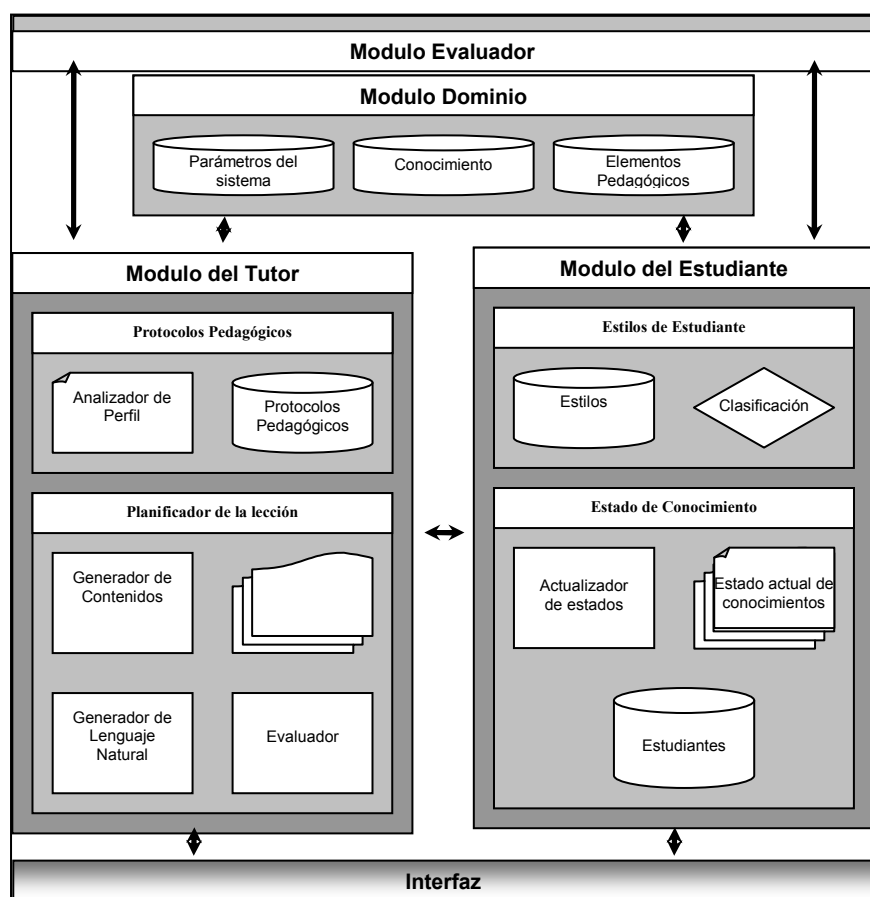 Modulo Evaluador
Modulo Dominio
Parámetros del
sistema
Conocimiento
Elementos
Pedagógicos
Modulo del Tutor
Protocolos Pedagógicos
Analizador de
Perfil
Protocolos
Pedagógicos
Planificador de la lección
Generador de
Contenidos
Generador de
Lenguaje
Natural
Evaluador
Modulo del Estudiante
Estilos de Estudiante
Estilos
Clasificación
Estado de Conocimiento
Actualizador
de estados
Estado actual de
conocimientos
Estudiantes
Interfaz